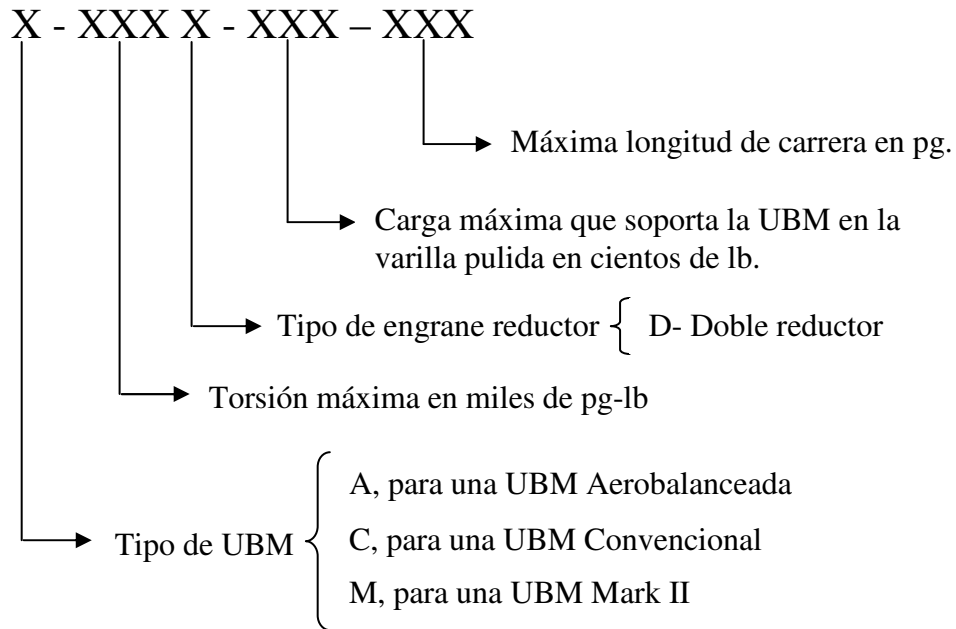 X - XXX X - XXX – XXX
Máxima longitud de carrera en pg.
Carga máxima que soporta la UBM en la
varilla pulida en cientos de lb.
Tipo de engrane reductor D- Doble reductor
Torsión máxima en miles de pg-lb
A, para una UBM Aerobalanceada
Tipo de UBM C, para una UBM Convencional
M, para una UBM Mark II